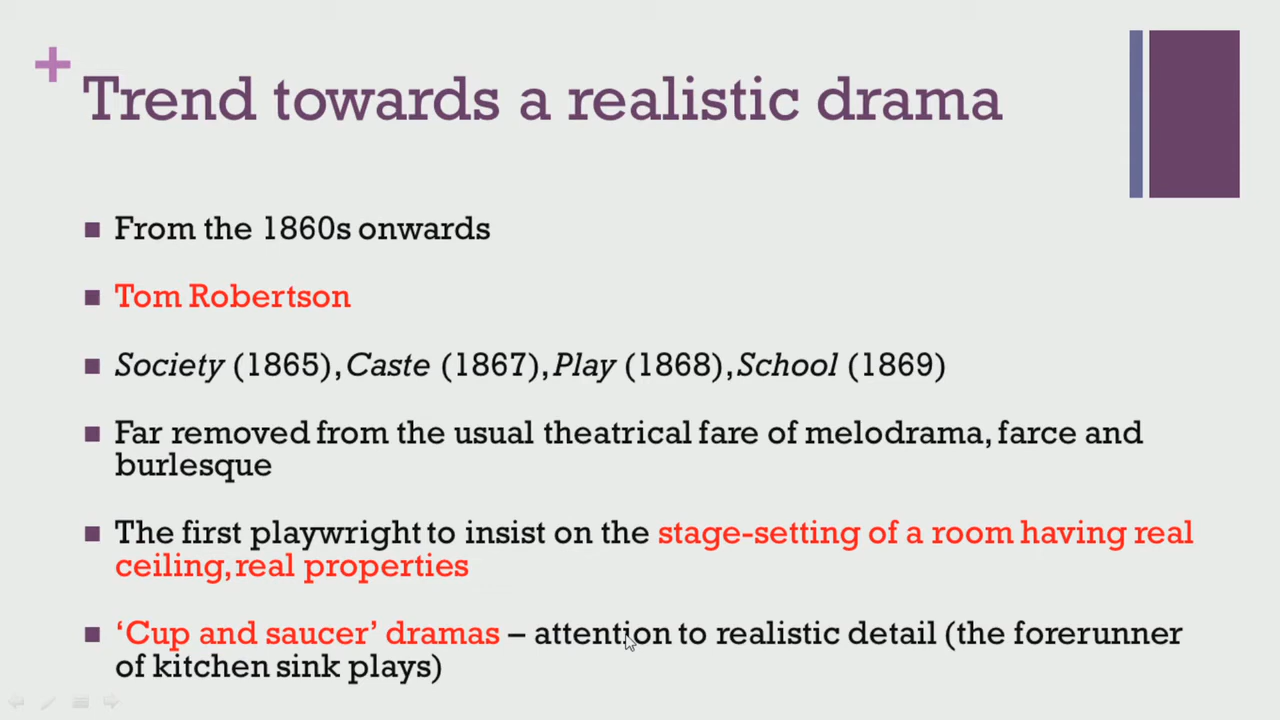 Trend towards a realistic drama
From the 1860s onwards
Tom Robertson
Society (1865), Caste (1867), Play (1868), School (1869)
Far removed from the usual theatrical fare of melodrama, farce and
burlesque
The first playwright to insist on the stage-setting of a room having real
ceiling, real properties
‘Cup and saucer’ dramas – attention to realistic detail (the forerunner
of kitchen sink plays)